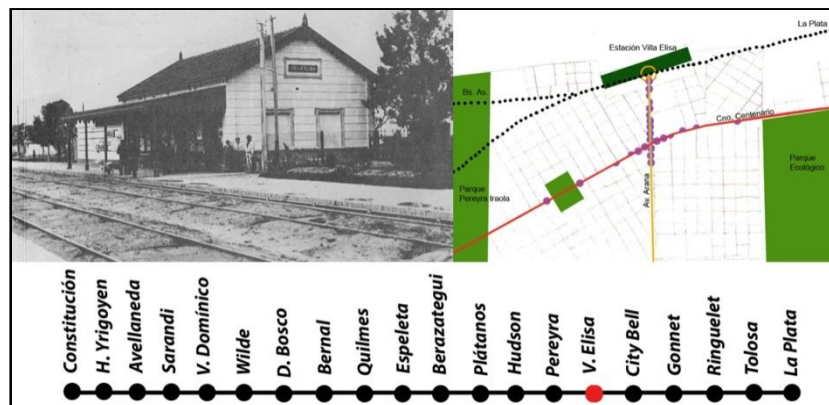 La Plata
Estación Villa Elisa
Bs. As.
Cno. Centenario
Parque
Ecológico
Parque
Pereyra Iraola
Av. Arana
Constitución
H. Yrigoyen
Avellaneda
Sarandi
V. Domínico
Wilde
D. Bosco
Bernal
Quilmes
Espeleta
Berazategui
Plátanos
Hudson
Pereyra
V. Elisa
City Bell
Gonnet
Ringuelet
Tolosa
La Plata